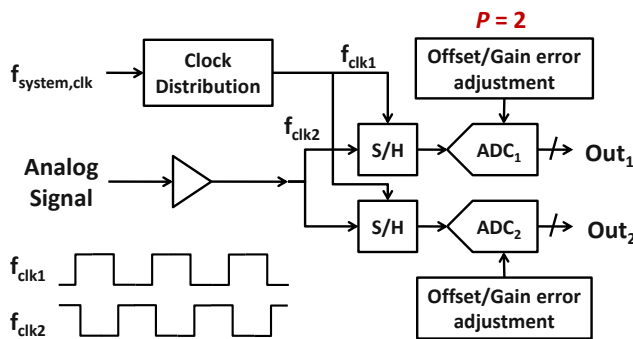 P = 2
Clock
Distribution
f_clk1
Offset/Gain error
adjustment
f_system,clk
f_clk2
S/H
ADC_1
Out_1
Analog
Signal
S/H
ADC_2
Out_2
f_clk1
f_clk2
Offset/Gain error
adjustment